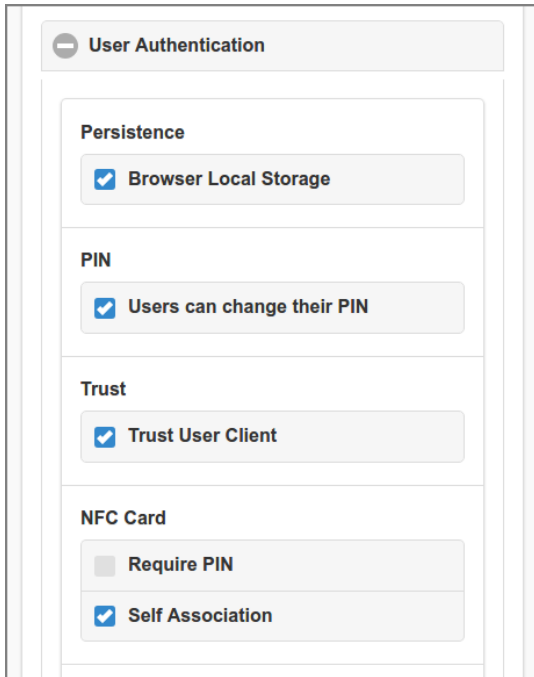 User Authentication
Persistence
Browser Local Storage
PIN
Users can change their PIN
Trust
Trust User Client
NFC Card
Require PIN
Self Association